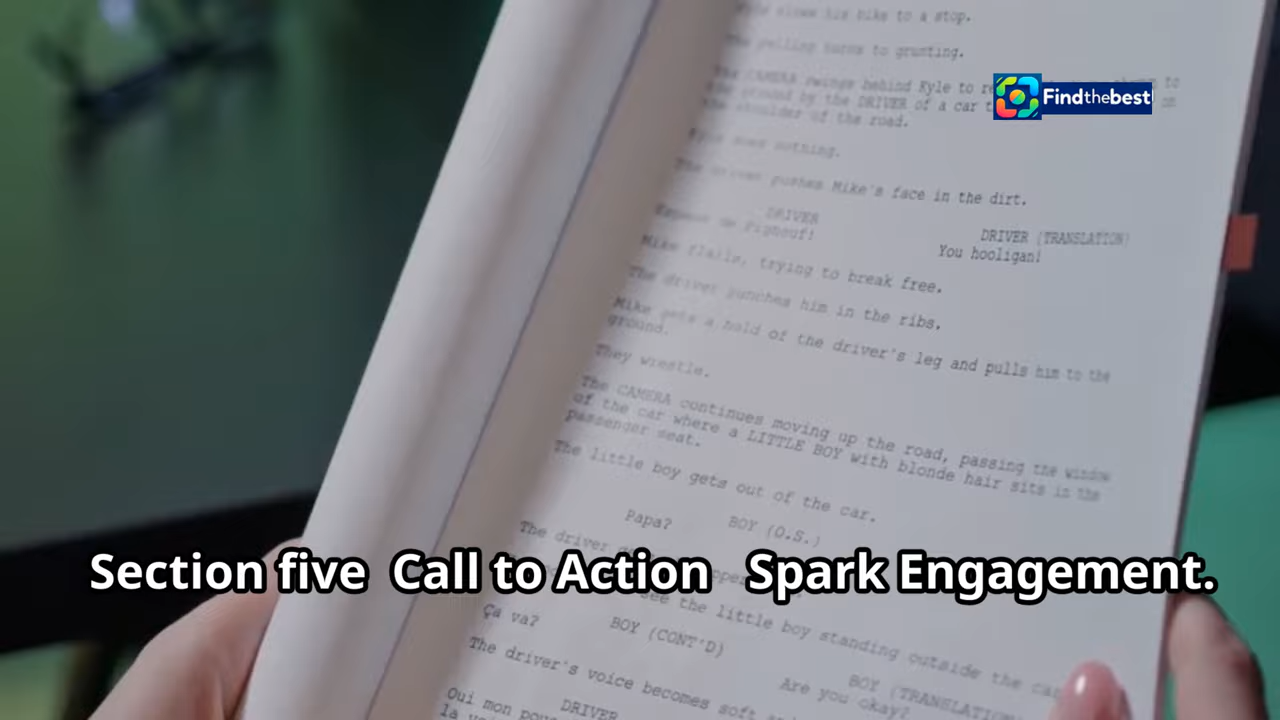 slows his bike to a stop.
The yelling turns to grunting.
The CAMERA swings behind Kyle to
the ground by the DRIVER of a car
the shoulder of the road.
Findthebest
Kyle does nothing.
The driver pushes Mike's face in the dirt.
DRIVER
DRIVER (TRANSLATION)
You hooligan!
Mike flails, trying to break free.
The driver punches him in the ribs.
Mike gets a hold of the driver's leg and pulls him to the
ground.
They wrestle.
The CAMERA continues moving up the road, passing the window
of the car where a LITTLE BOY with blonde hair sits in the
passenger seat.
The little boy gets out of the car.
BOY (O.S.)
Papa?
The driver
Section five Call to Action Spark Engagement.
see the little boy standing outside the car
BOY (CONT'D)
Ça va?
BOY (TRANSLATION)
Are you okay?
The driver's voice becomes soft
DRIVER
Oui mon
la